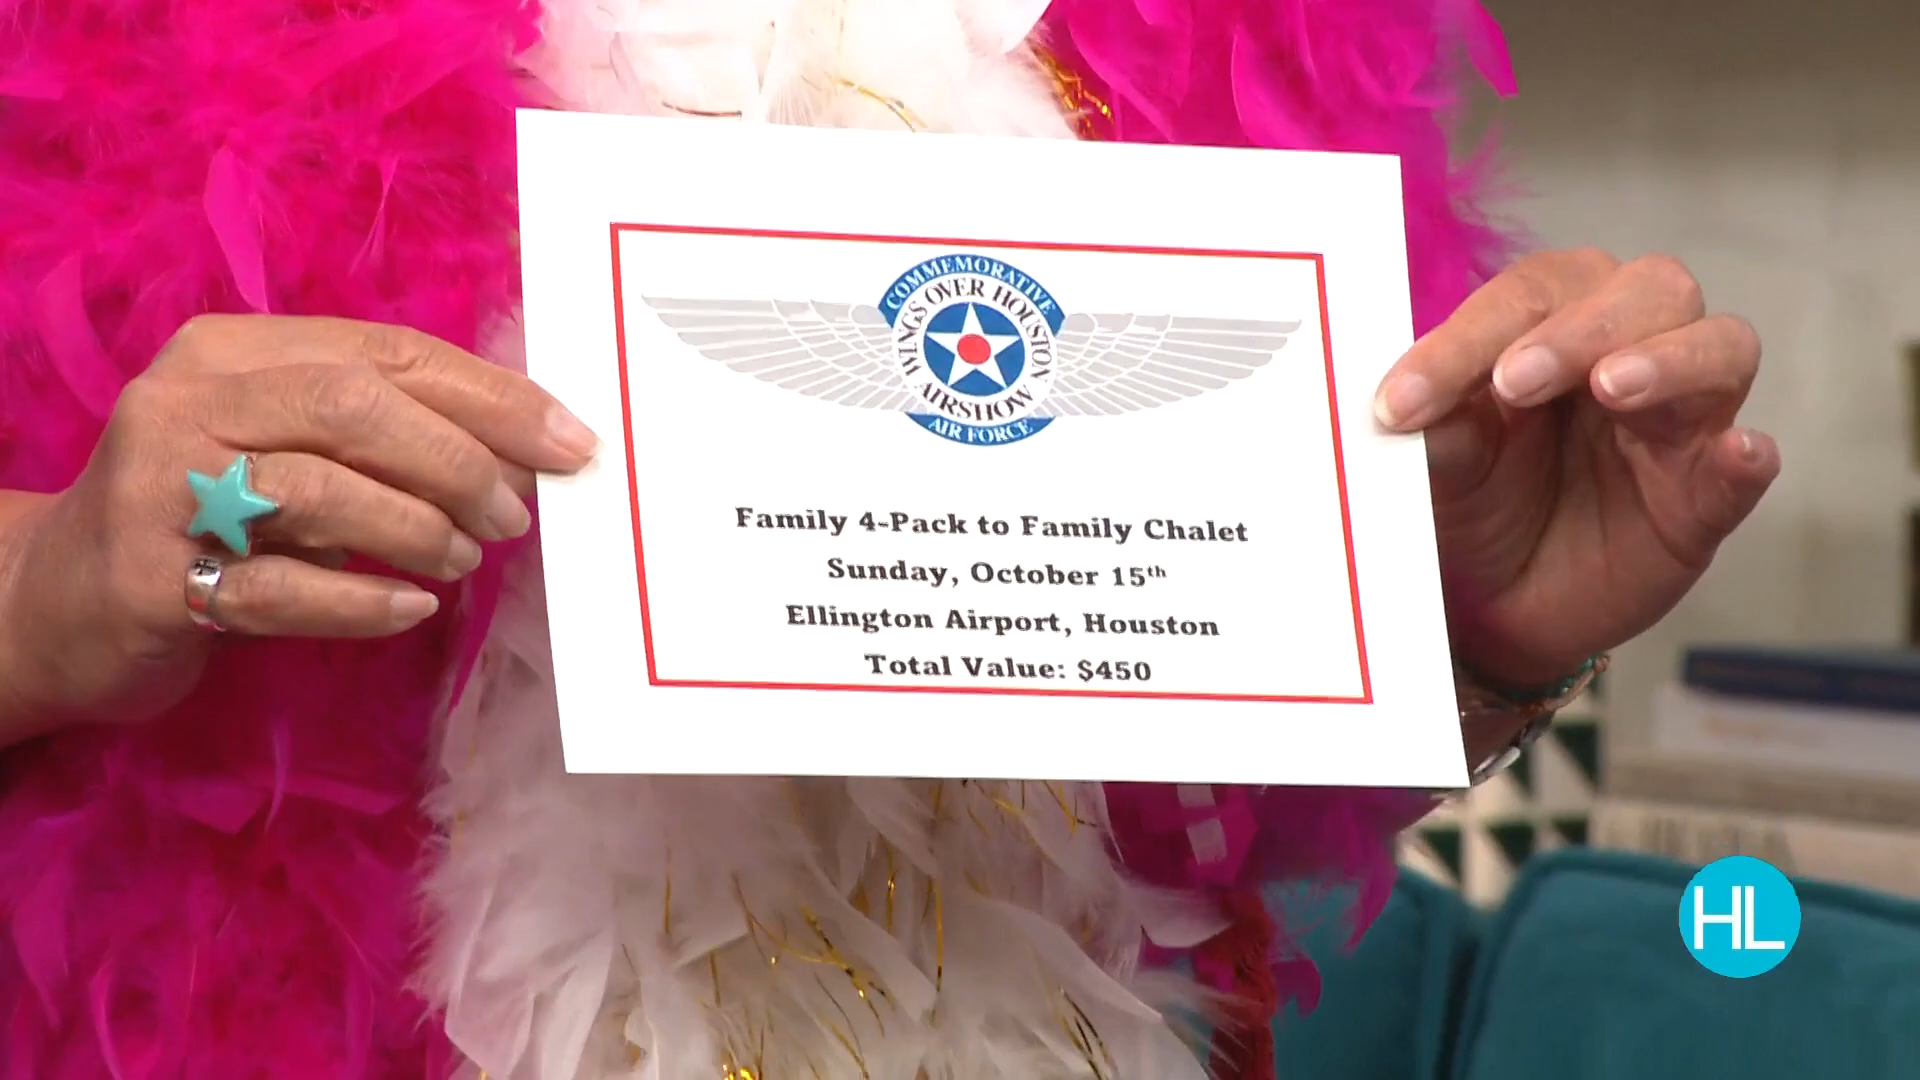 COMMEMORATIVE
WINGS OVER HOUSTON
AIRSHOW
AIR FORCE
Family 4-Pack to Family Chalet
Sunday, October 15th
Ellington Airport, Houston
Total Value: $450
HL